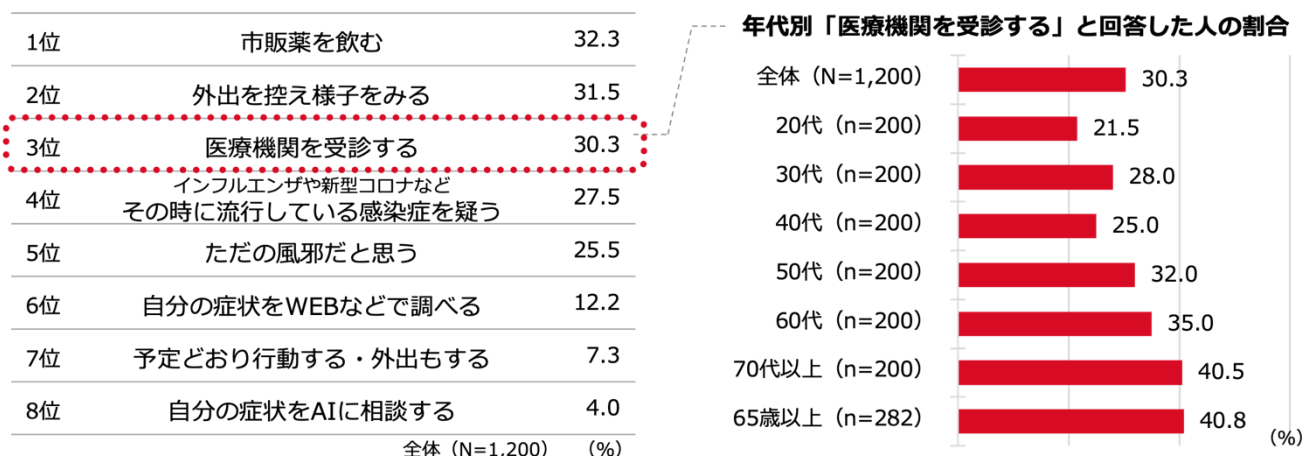 1位 市販薬を飲む 32.3
2位 外出を控え様子をみる 31.5
3位 医療機関を受診する 30.3
4位 インフルエンザや新型コロナなど
その時に流行している感染症を疑う 27.5
5位 ただの風邪だと思う 25.5
6位 自分の症状をWEBなどで調べる 12.2
7位 予定どおり行動する・外出もする 7.3
8位 自分の症状をAIに相談する 4.0
全体（N=1,200） (%)
年代別「医療機関を受診する」と回答した人の割合
全体（N=1,200） 30.3
20代（n=200） 21.5
30代（n=200） 28.0
40代（n=200） 25.0
50代（n=200） 32.0
60代（n=200） 35.0
70代以上（n=200） 40.5
65歳以上（n=282） 40.8
(%)